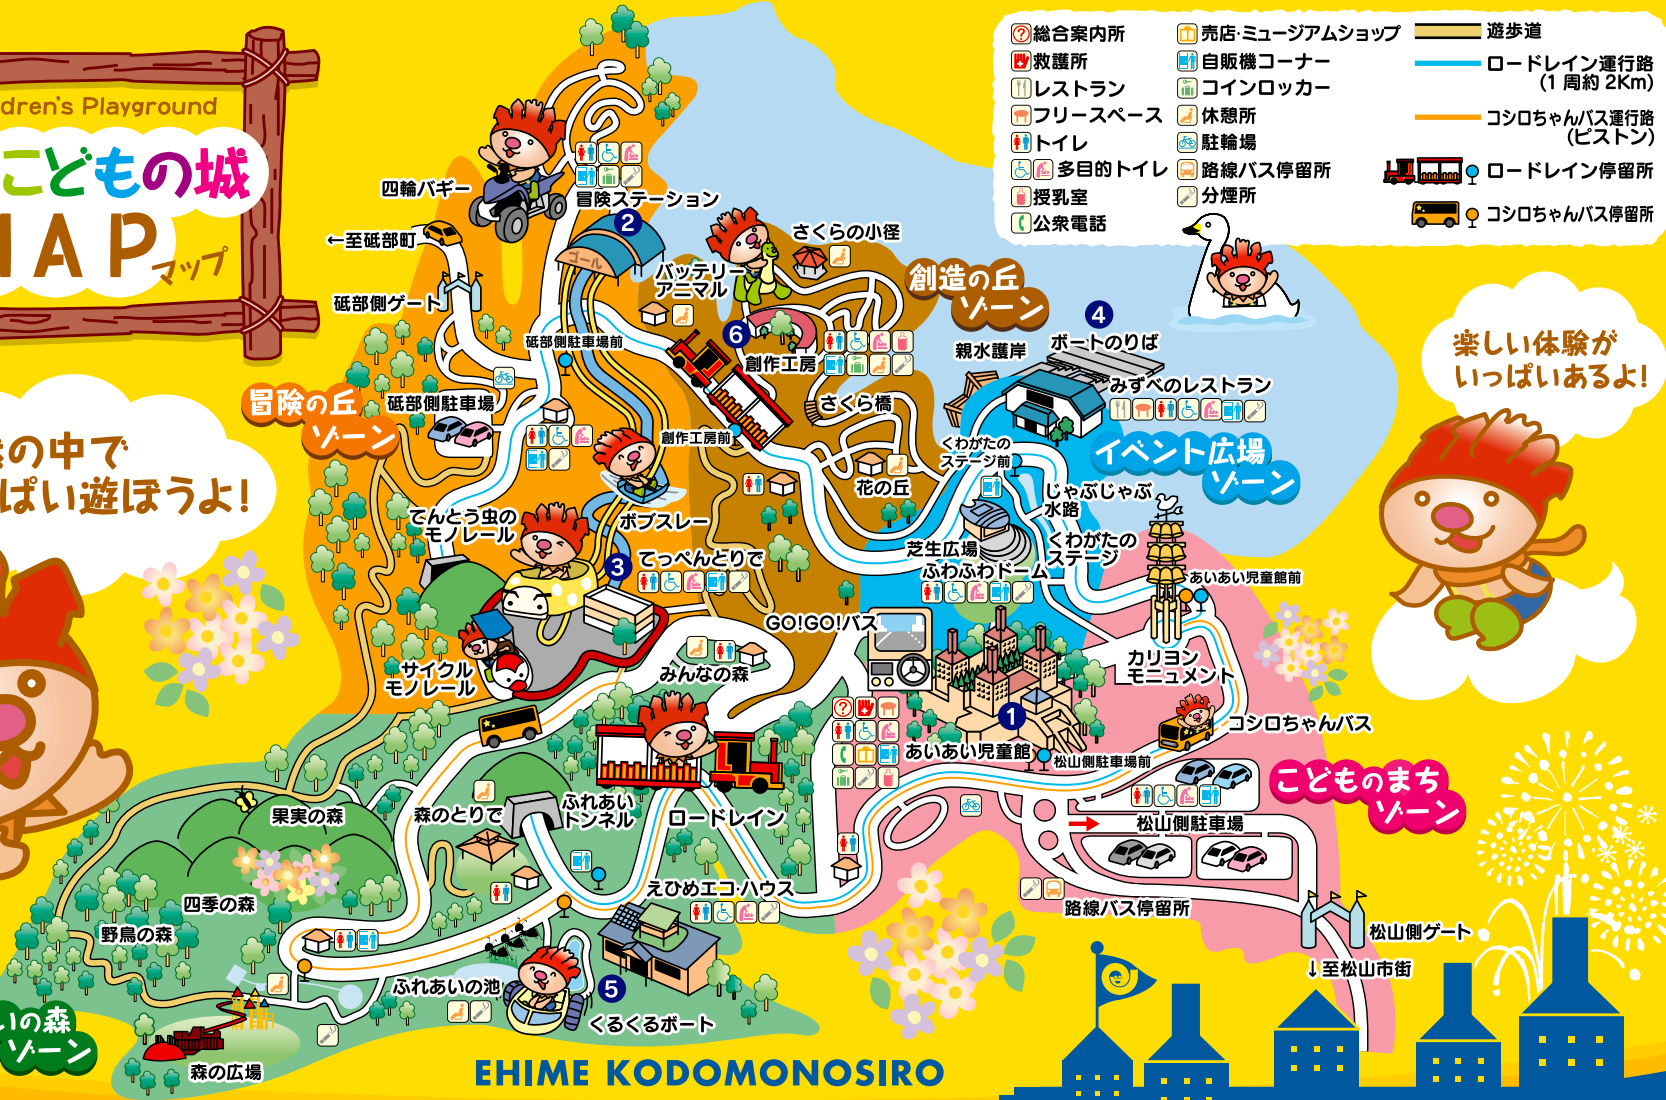 dren's Playground
こどもの城
MAP
マップ
総合案内所
救護所
レストラン
フリースペース
トイレ
多目的トイレ
授乳室
公衆電話
売店・ミュージアムショップ
自販機コーナー
コインロッカー
休憩所
駐輪場
路線バス停留所
分煙所
遊歩道
ロードレイン運行路
(1周約2Km)
コシロちゃんバス運行路
(ピストン)
ロードレイン停留所
コシロちゃんバス停留所
四輪バギー
冒険ステーション
2
ゴール
←至砥部町
砥部側ゲート
バッテリー
アニマル
さくらの小径
創造の丘
ゾーン
4
ボートのりば
親水護岸
みずべのレストラン
6
創作工房
砥部側駐車場前
冒険の丘
ゾーン
砥部側駐車場
創作工房前
さくら橋
くわがたの
ステージ前
イベント広場
ゾーン
花の丘
じゃぶじゃぶ
水路
てんとう虫の
モノレール
ボブスレー
3
てっぺんとりで
芝生広場
くわがたの
ステージ
ふわふわドーム
あいあい児童館前
GO!GO!バス
サイクル
モノレール
みんなの森
カリヨン
モニュメント
1
あいあい児童館
松山側駐車場前
コシロちゃんバス
こどものまち
ゾーン
松山側駐車場
果実の森
森のとりで
ふれあい
トンネル
ロードレイン
四季の森
野鳥の森
えひめエコ・ハウス
路線バス停留所
松山側ゲート
↓至松山市街
ふれあいの池
5
くるくるボート
いの森
ゾーン
森の広場
の中で
ぱい遊ぼうよ!
楽しい体験が
いっぱいあるよ!
EHIME KODOMONOSIRO